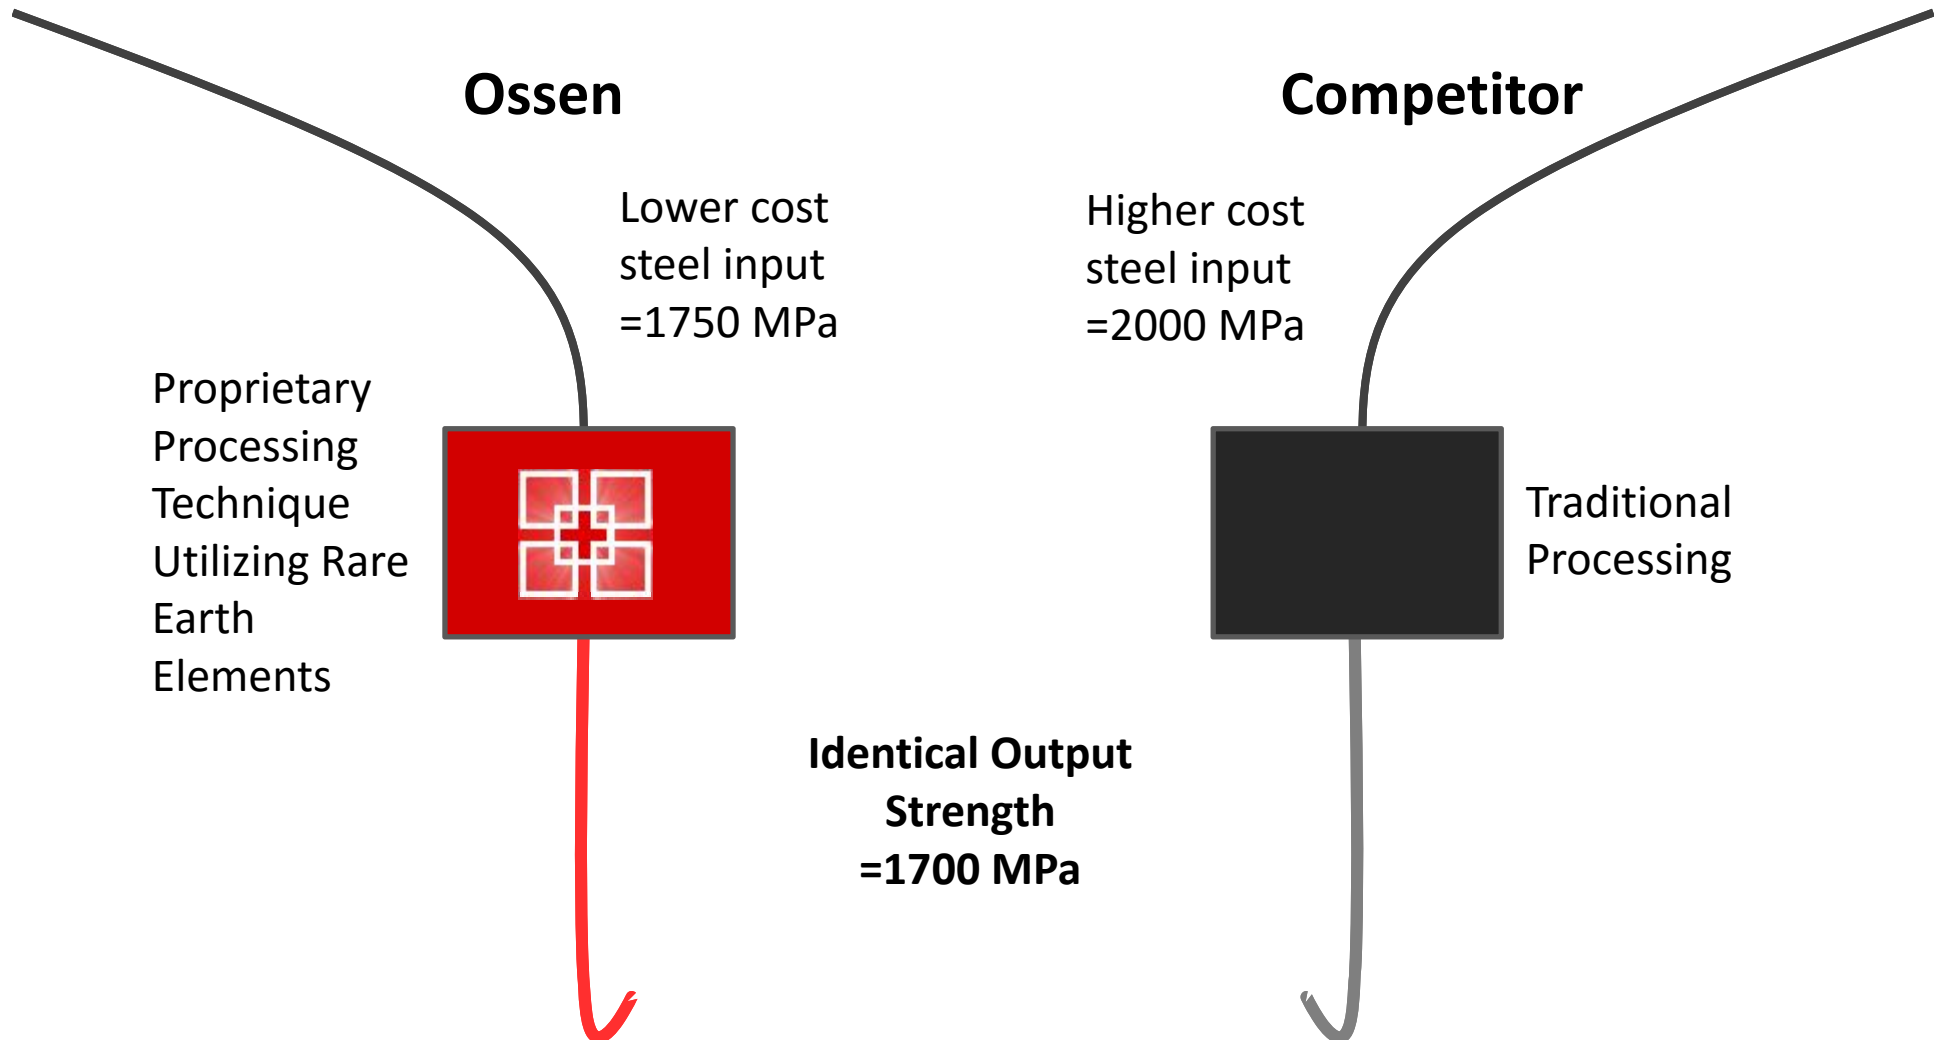 Ossen
Competitor
Lower cost
steel input
=1750 MPa
Higher cost
steel input
=2000 MPa
Proprietary
Processing
Technique
Utilizing Rare
Earth
Elements
Traditional
Processing
Identical Output
Strength
=1700 MPa